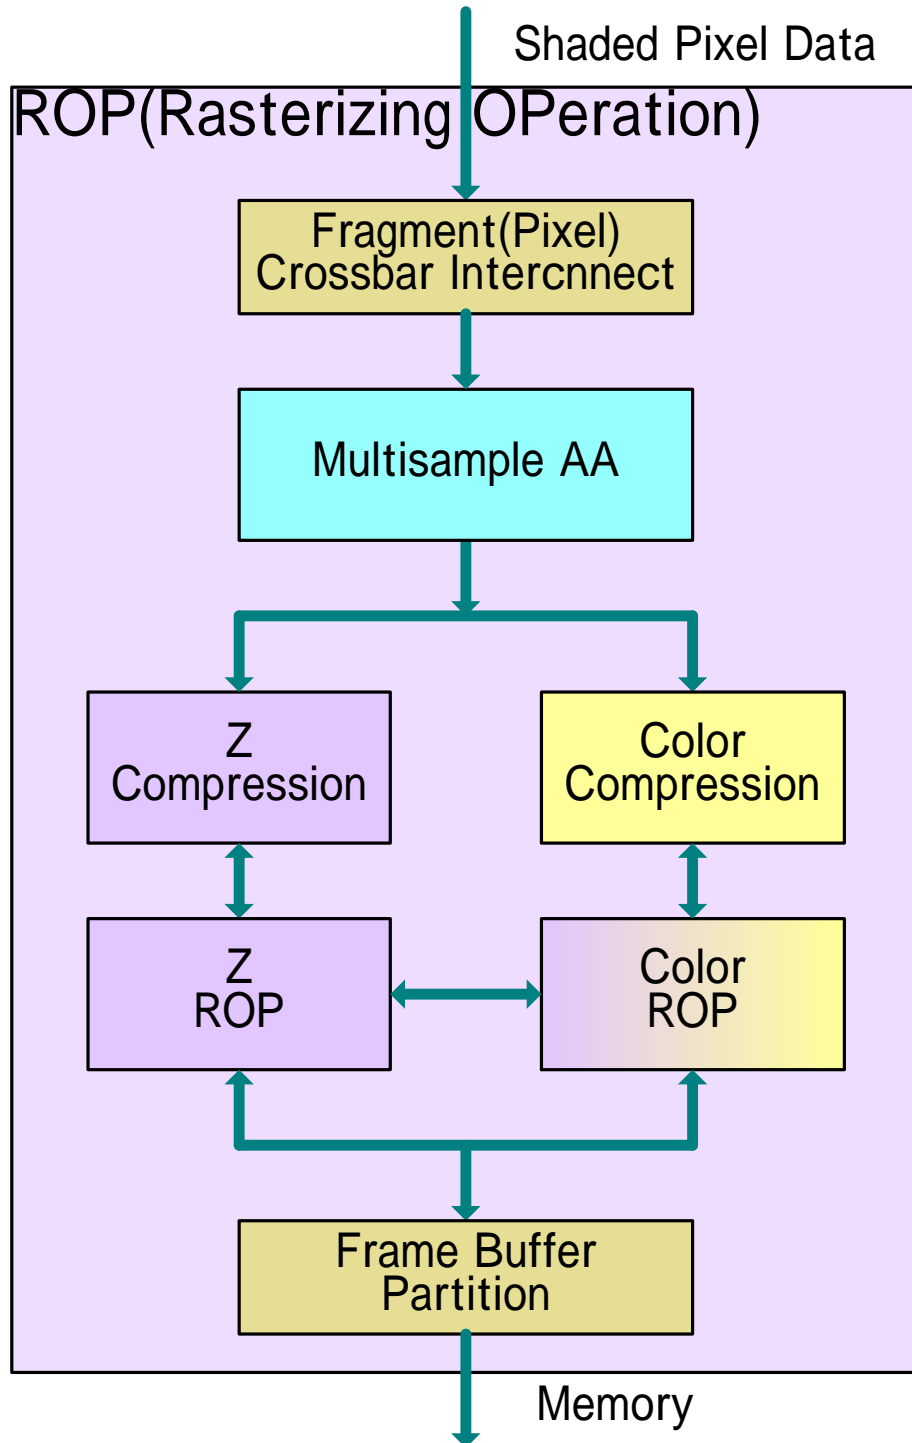 Shaded Pixel Data
ROP(Rasterizing OPeration)
Fragment(Pixel)
Crossbar Intercnnect
Multisample AA
Z
Compression
Color
Compression
Z
ROP
Color
ROP
Frame Buffer
Partition
Memory